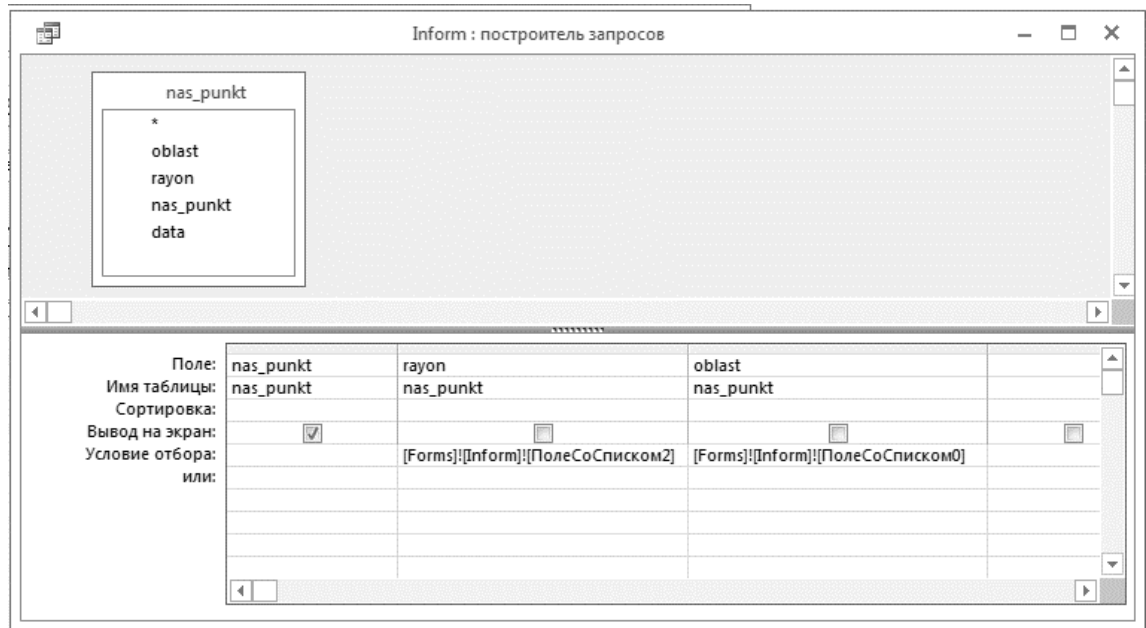 Inform : построитель запросов
nas_punkt
*
oblast
rayon
nas_punkt
data
Поле: nas_punkt rayon oblast
Имя таблицы: nas_punkt nas_punkt nas_punkt
Сортировка:
Вывод на экран:
Условие отбора: [Forms]![Inform]![ПолеСоСписком2] [Forms]![Inform]![ПолеСоСписком0]
или: